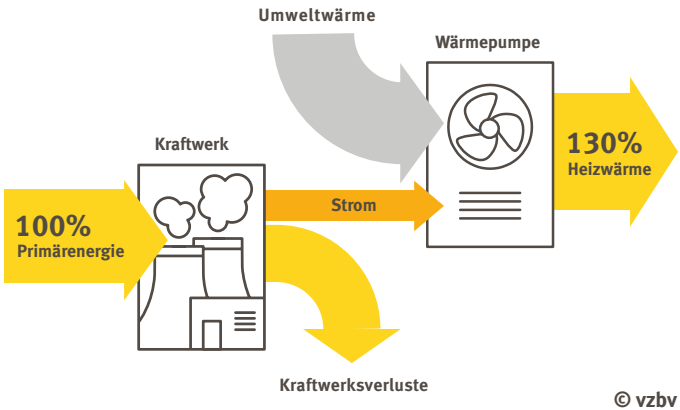 Umweltwärme
Wärmepumpe
Kraftwerk
130%
Heizwärme
Strom
100%
Primärenergie
Kraftwerksverluste
© vzbv